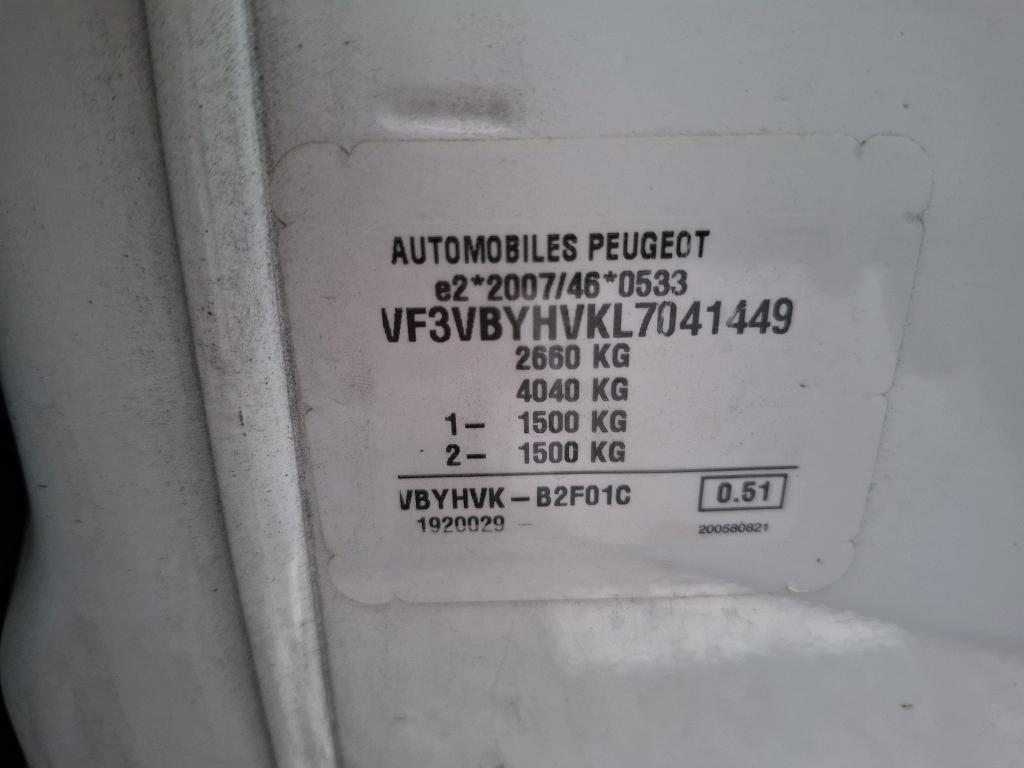 AUTOMOBILES PEUGEOT
e2*2007/46*0533
VF3VBYHVKL7041449
2660 KG
4040 KG
1- 1500 KG
2- 1500 KG
VBYHVK-B2F01C 0.51
1920029 - 200580821